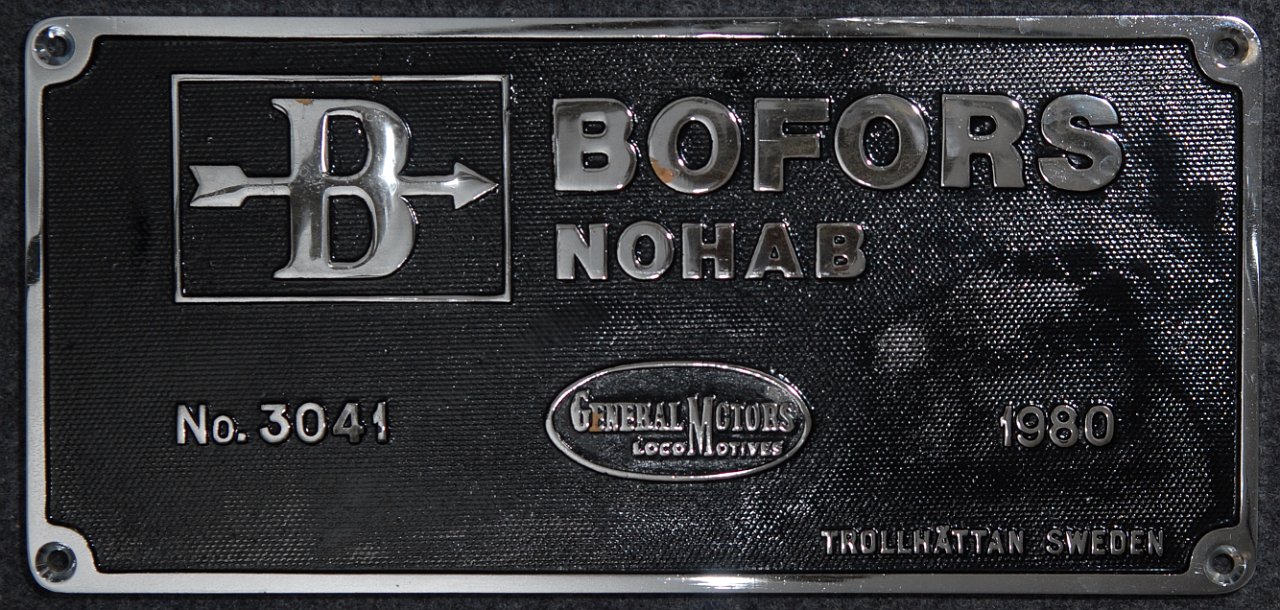 B
BOFORS
NOHAB
No. 3041
GENERAL MOTORS
LOCOMOTIVES
1980
TROLLHÄTTAN SWEDEN